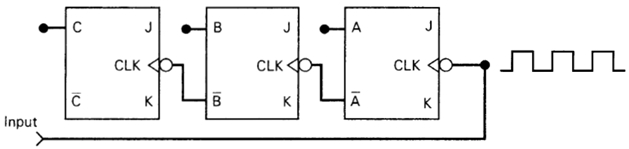 C J B J A J
CLK CLK CLK
C̅ K B̅ K A̅ K
Input